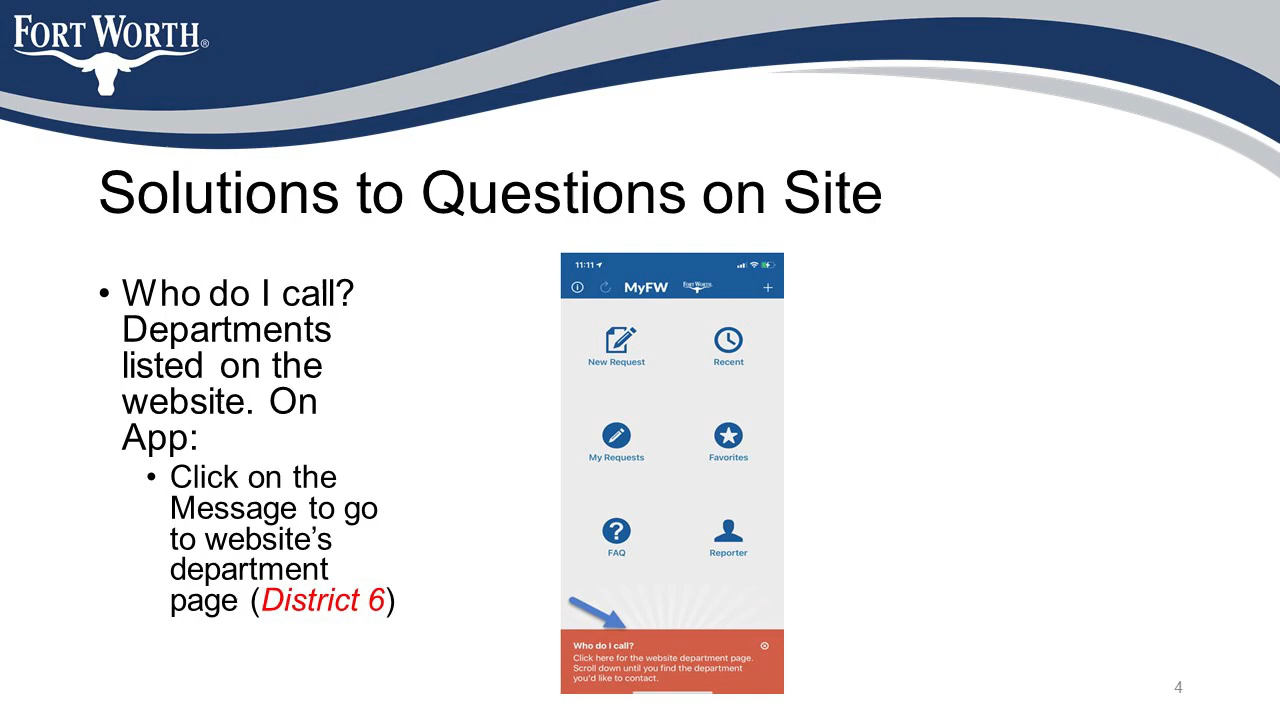 FORT WORTH®
Solutions to Questions on Site
• Who do I call?
Departments
listed on the
website. On
App:
• Click on the
Message to go
to website's
department
page (District 6)
11:11
MyFW
FORT WORTH
New Request
Recent
My Requests
Favorites
FAQ
Reporter
Who do I call?
Click here for the website department page.
Scroll down until you find the department
you'd like to contact.
4